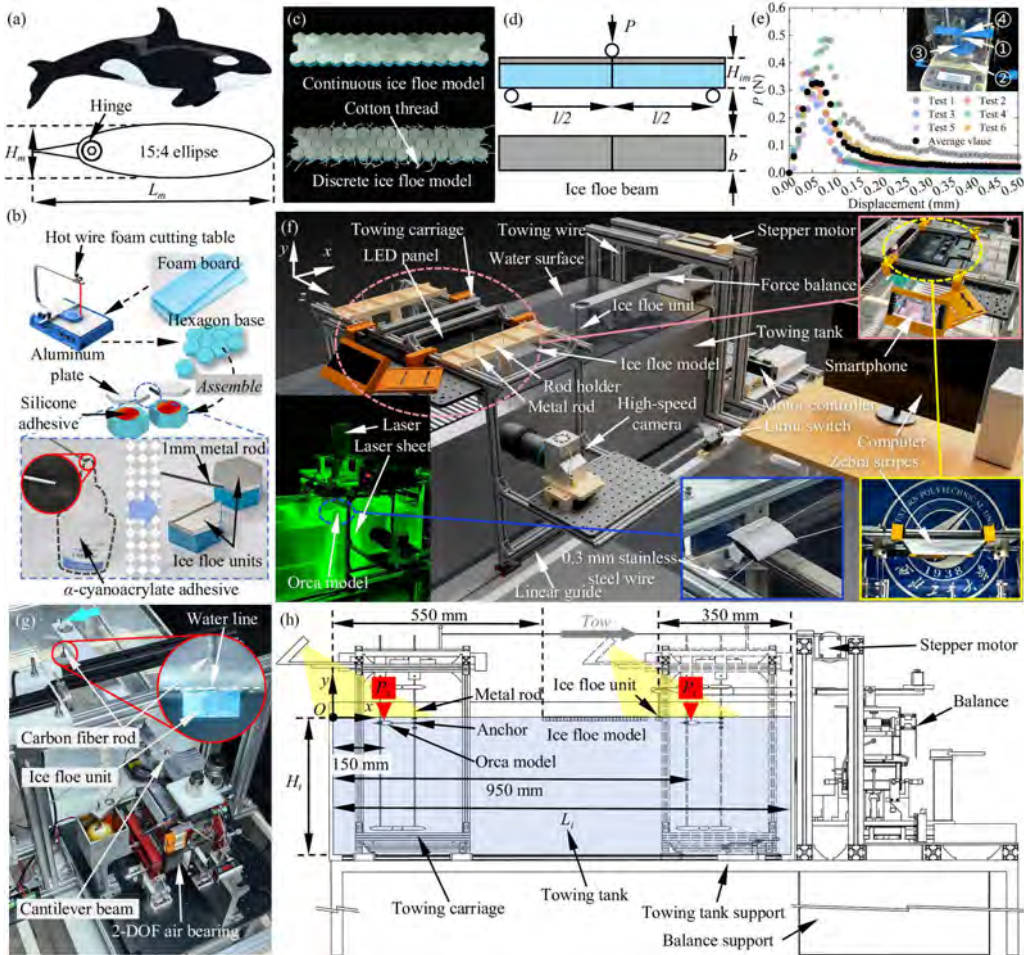 (a)
Hinge
H_m
15:4 ellipse
L_m
(b)
Hot wire foam cutting table
Foam board
Hexagon base
Aluminum
plate
Assemble
Silicone
adhesive
1mm metal rod
Ice floe units
α-cyanoacrylate adhesive
(c)
Continuous ice floe model
Cotton thread
Discrete ice floe model
(d)
P
H_im
l/2
l/2
b
Ice floe beam
(e)
0.6
0.5
0.4
0.3
0.2
0.1
0.0
P (N)
④
①
③
②
Test 1
Test 2
Test 3
Test 4
Test 5
Test 6
Average vlaue
0.00
0.05
0.10
0.15
0.20
0.25
0.30
0.35
0.40
0.45
0.50
Displacement (mm)
(f)
y
x
z
Towing carriage
LED panel
Towing wire
Water surface
Stepper motor
Force balance
Ice floe unit
Towing tank
Ice floe model
Rod holder
Metal rod
High-speed
camera
Smartphone
Motor controller
Limit switch
Computer
Zebra stripes
Laser
Laser sheet
Orca model
0.3 mm stainless
steel wire
Linear guide
1938
(g)
Water line
Carbon fiber rod
Ice floe unit
Cantilever beam
2-DOF air bearing
(h)
550 mm
Tow
350 mm
Stepper motor
y
Metal rod
Ice floe unit
Balance
O
x
Anchor
Ice floe model
Orca model
150 mm
H_t
950 mm
L_t
Towing carriage
Towing tank
Towing tank support
Balance support